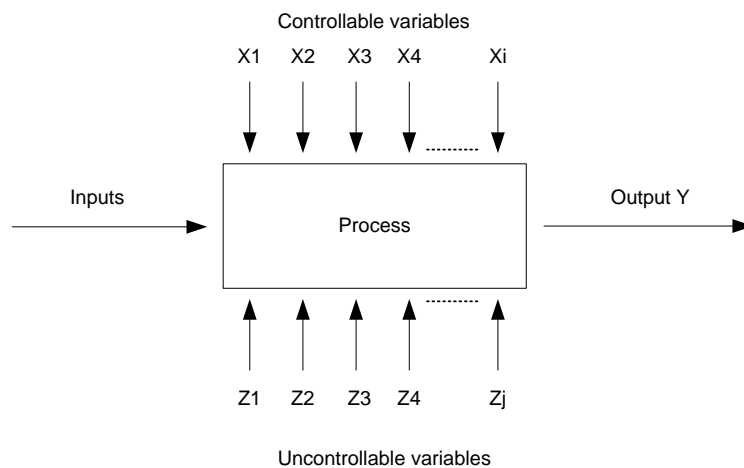 Controllable variables
X1 X2 X3 X4 Xi
Inputs
Process
Output Y
Z1 Z2 Z3 Z4 Zj
Uncontrollable variables